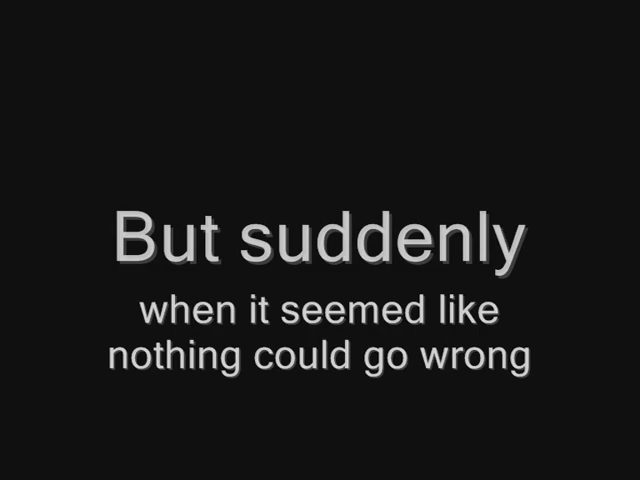 But suddenly
when it seemed like
nothing could go wrong